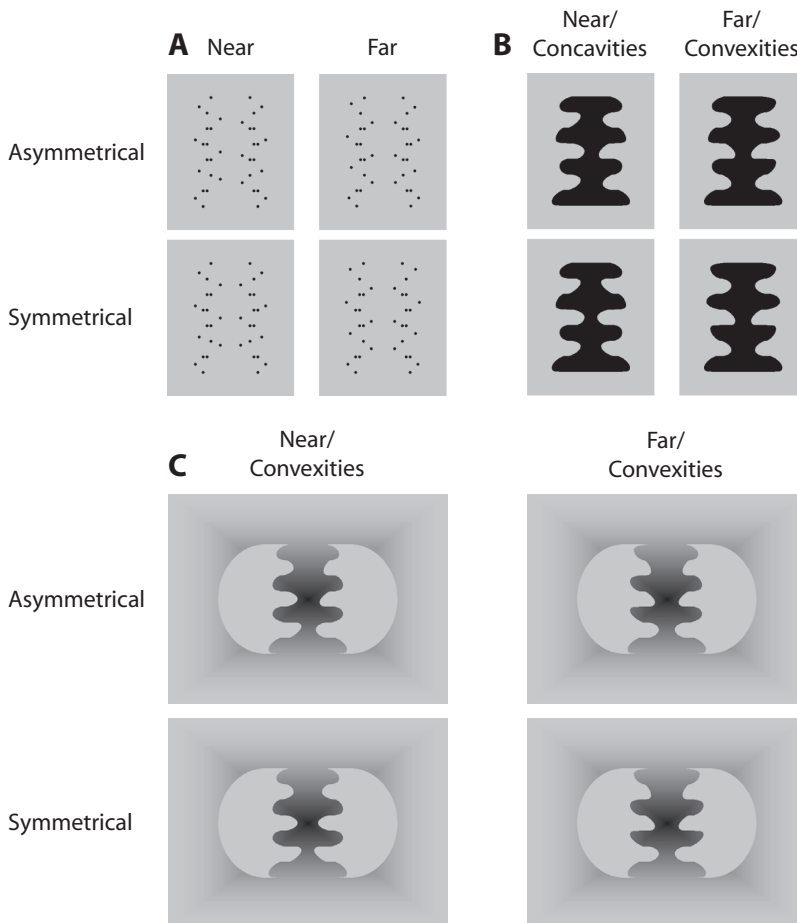 A Near Far
B Near/ Concavities
Far/ Convexities
Asymmetrical
Symmetrical
C Near/ Convexities
Far/ Convexities
Asymmetrical
Symmetrical